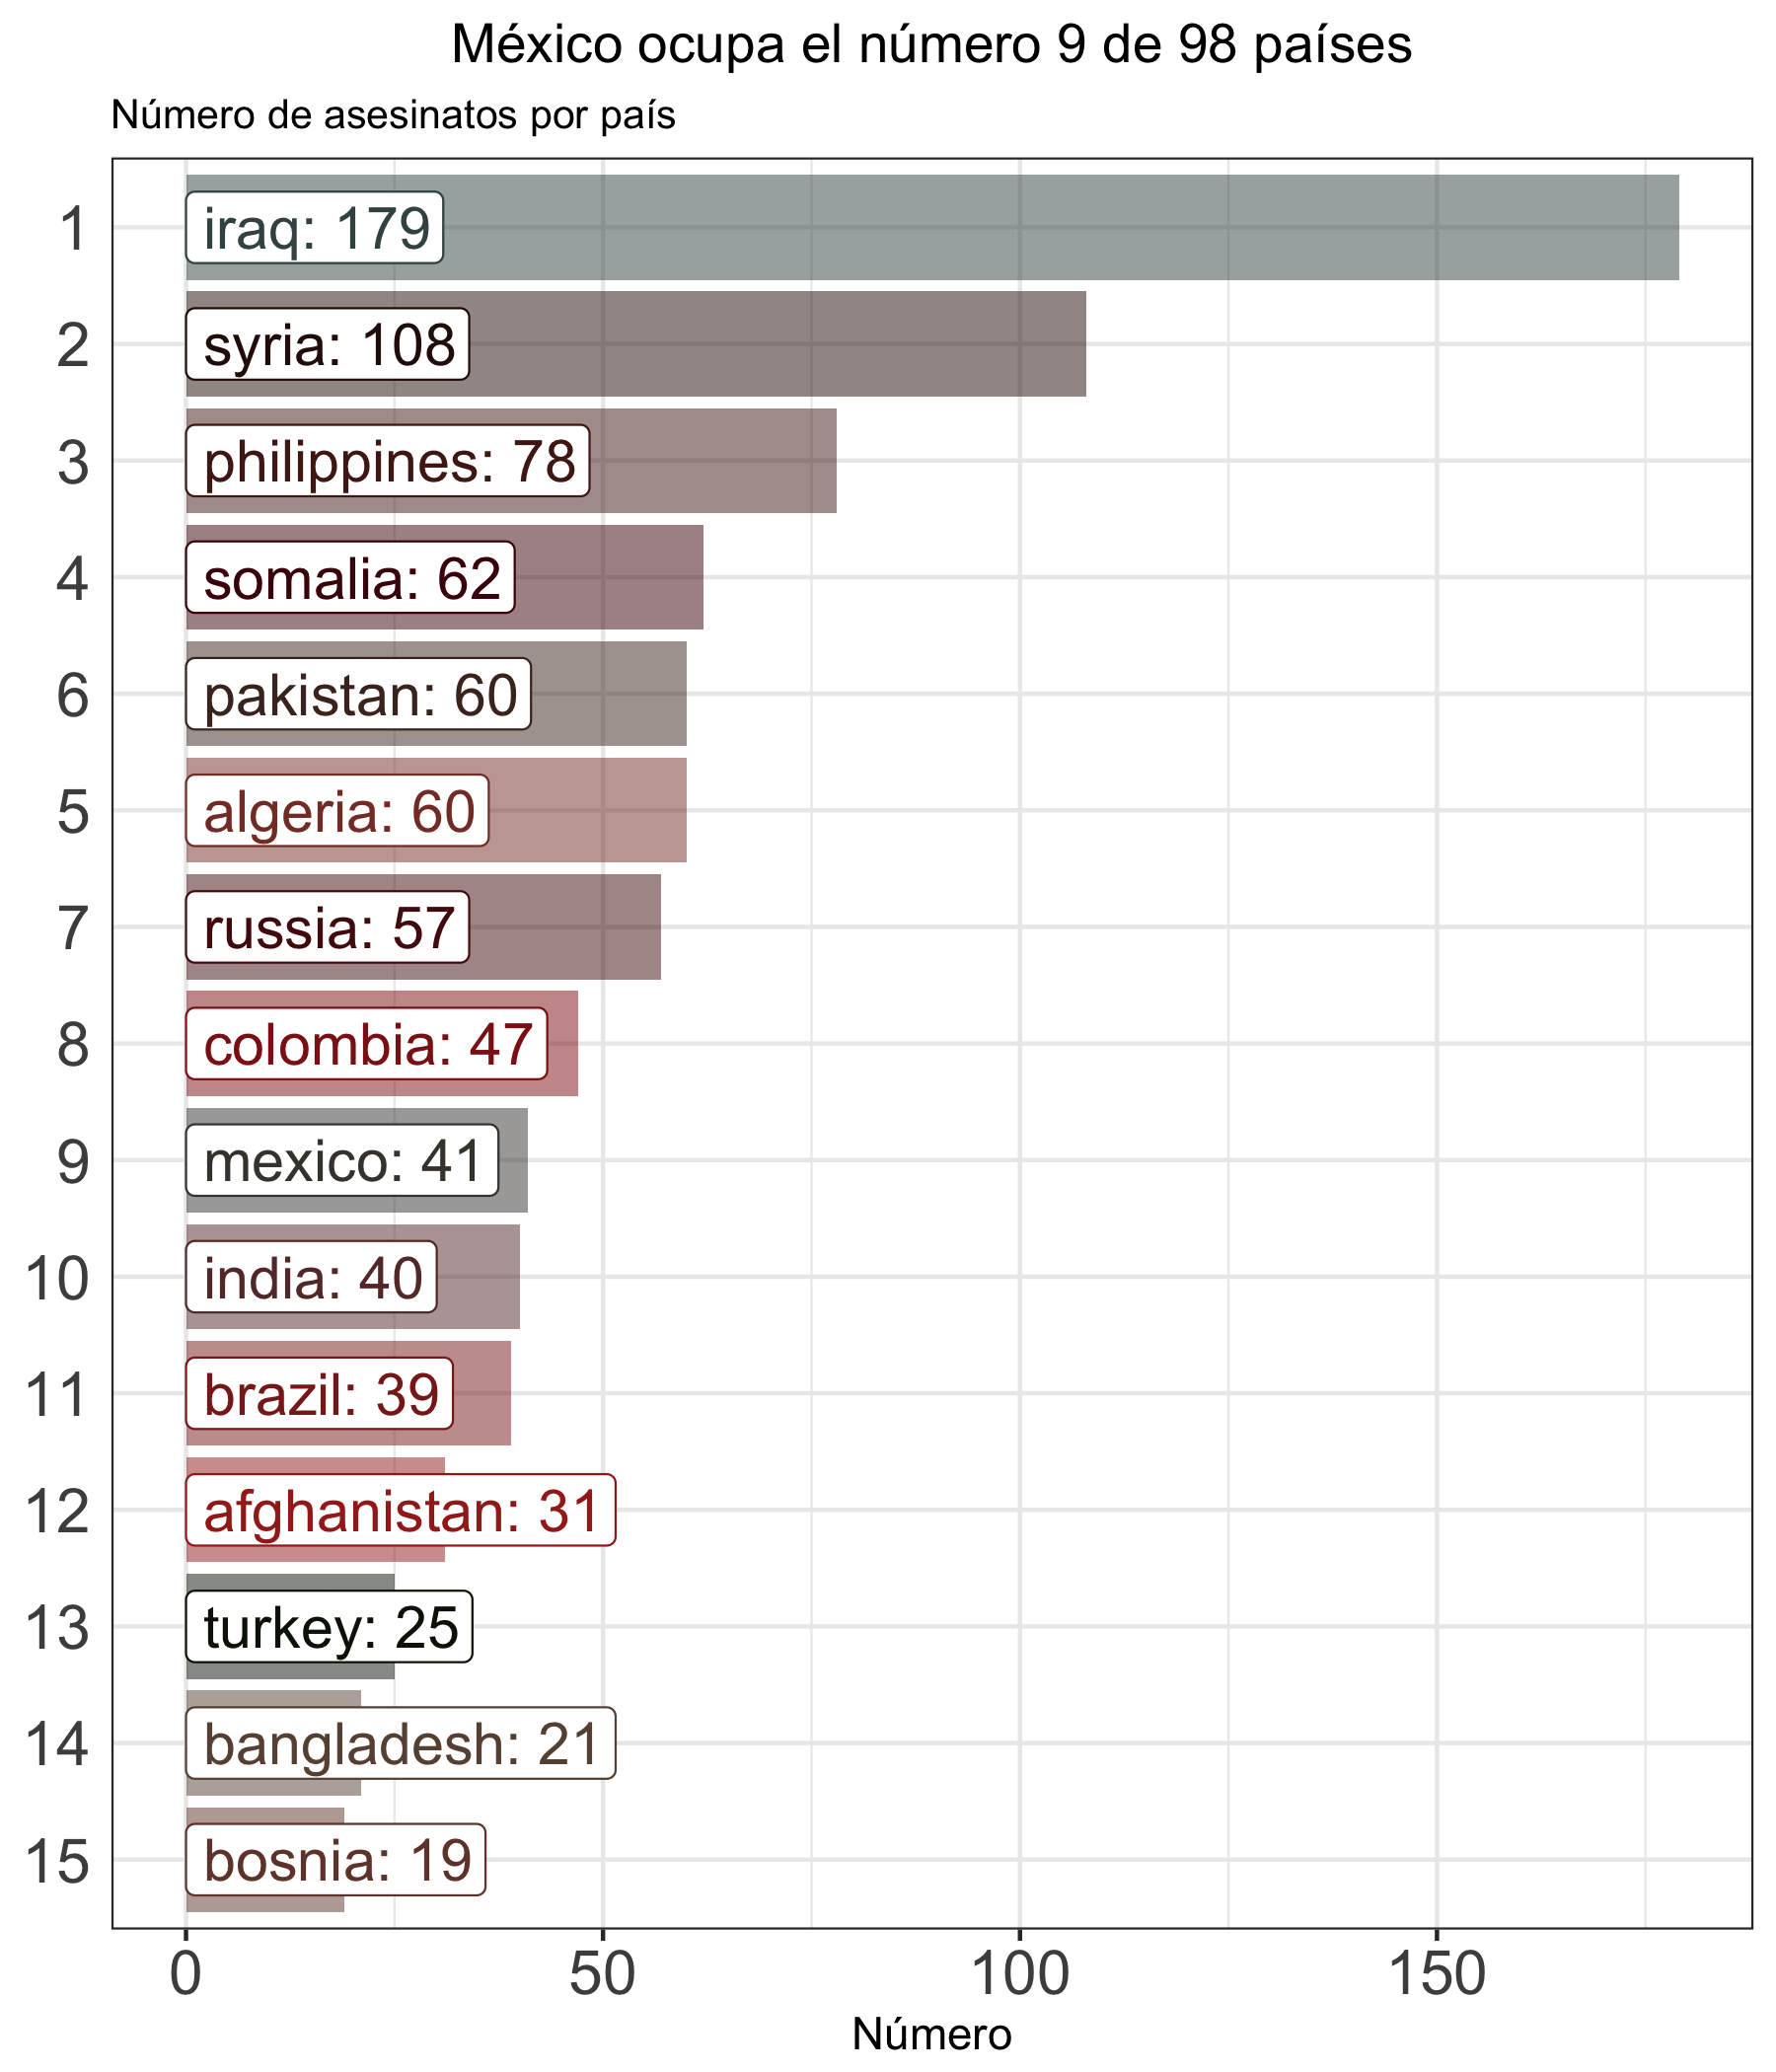 México ocupa el número 9 de 98 países
Número de asesinatos por país
1 iraq: 179
2 syria: 108
3 philippines: 78
4 somalia: 62
6 pakistan: 60
5 algeria: 60
7 russia: 57
8 colombia: 47
9 mexico: 41
10 india: 40
11 brazil: 39
12 afghanistan: 31
13 turkey: 25
14 bangladesh: 21
15 bosnia: 19
0 50 100 150
Número